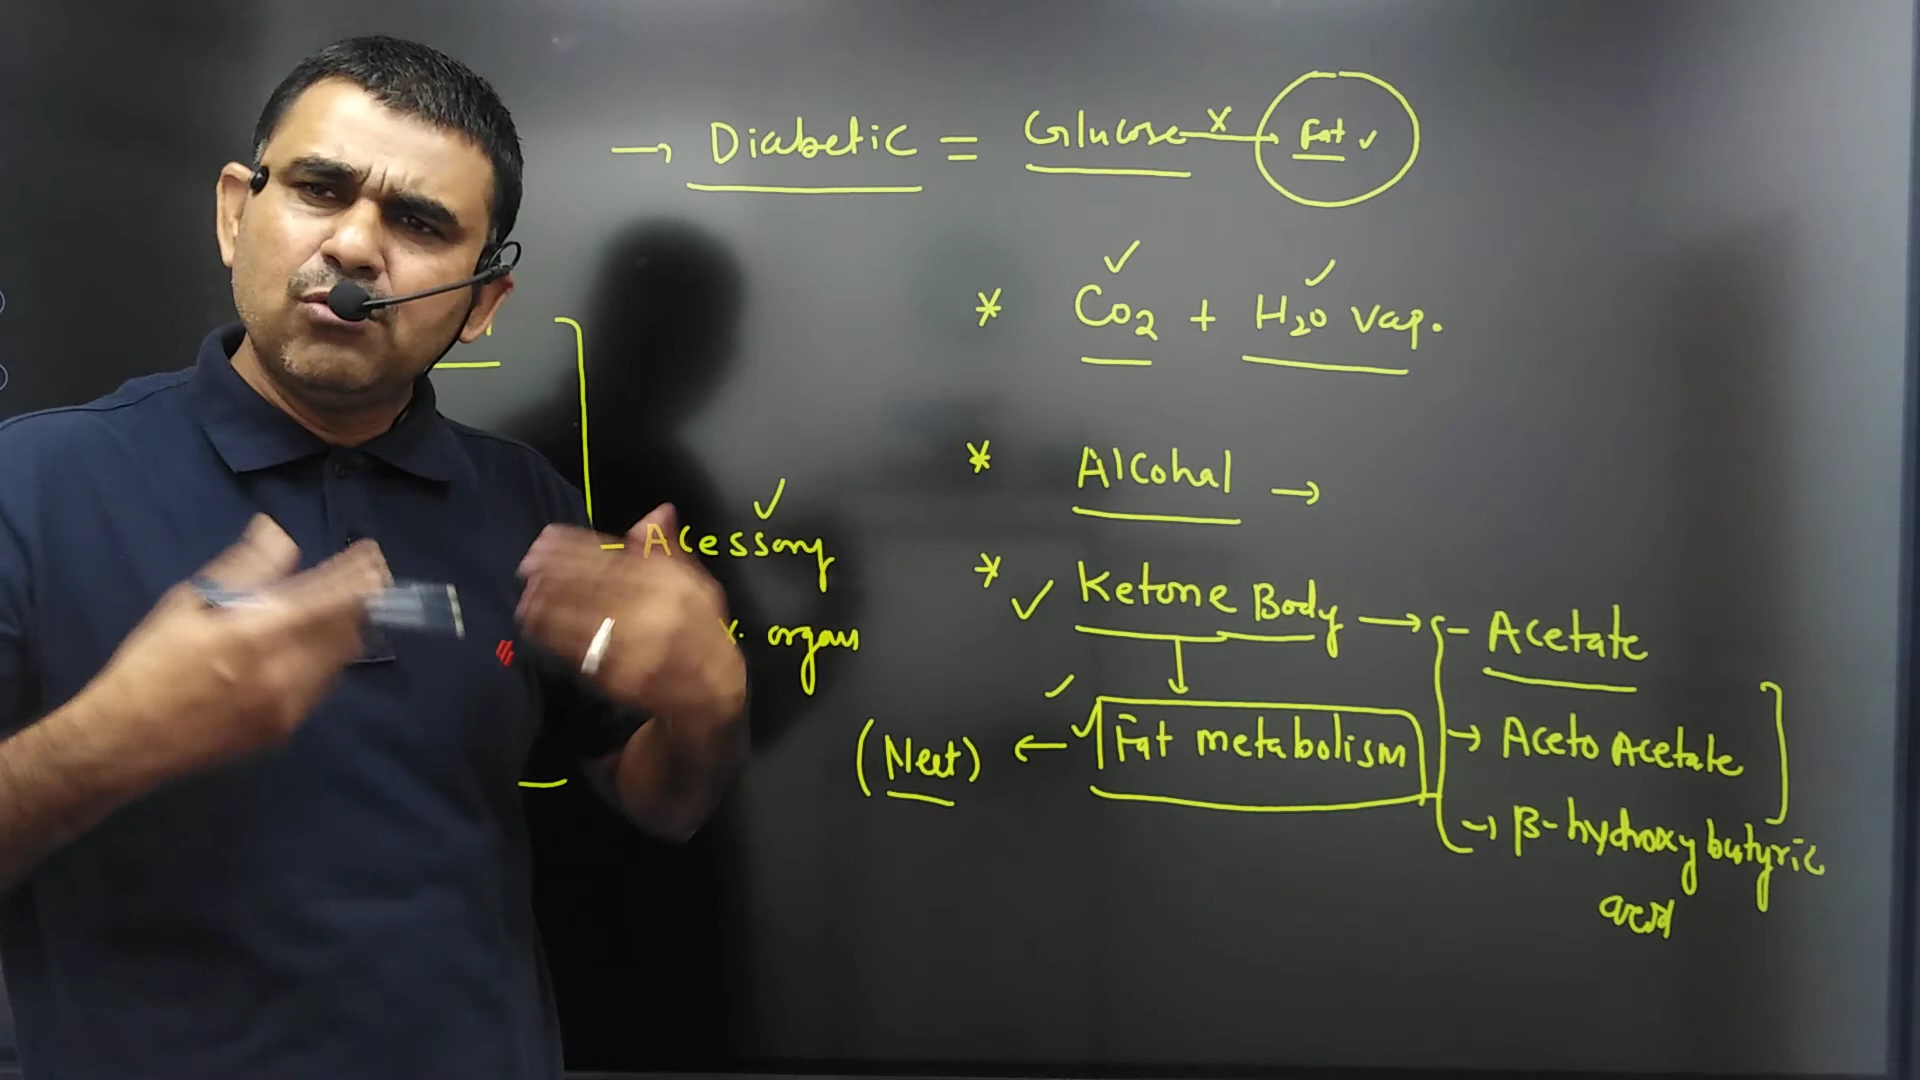 → Diabetic = Glucose x Fat ✓
* Co2 + H2O vap.
* Alcohal →
- Acessory
x. organs
* ✓ Ketone Body → - Acetate
→ Aceto Acetate
→ β-hydroxy butyric
acid
(Neet) ← Fat metabolism